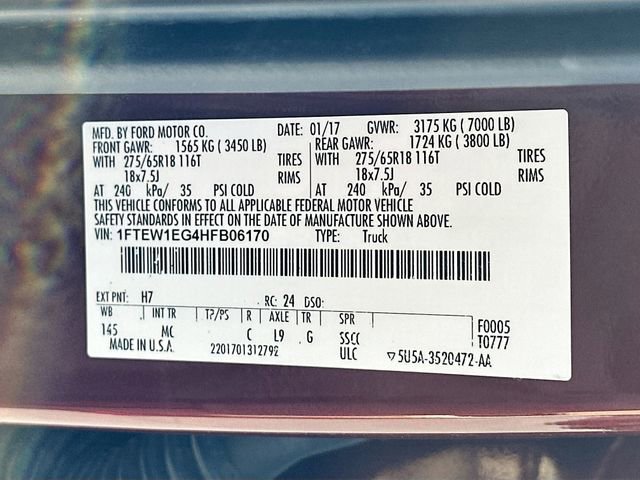 MFD. BY FORD MOTOR CO. DATE: 01/17 GVWR: 3175 KG ( 7000 LB)
FRONT GAWR: 1565 KG ( 3450 LB) REAR GAWR: 1724 KG ( 3800 LB)
WITH 275/65R18 116T TIRES WITH 275/65R18 116T TIRES
18x7.5J RIMS 18x7.5J RIMS
AT 240 kPa/ 35 PSI COLD AT 240 kPa/ 35 PSI COLD
THIS VEHICLE CONFORMS TO ALL APPLICABLE FEDERAL MOTOR VEHICLE
SAFETY STANDARDS IN EFFECT ON THE DATE OF MANUFACTURE SHOWN ABOVE.
VIN: 1FTEW1EG4HFB06170 TYPE: Truck
EXT PNT: H7 RC: 24 DSO:
WB INT TR TP/PS R AXLE TR SPR F0005
145 MC C L9 G SSCC T0777
MADE IN U.S.A. 2201701312792 ULC ▽5U5A-3520472-AA